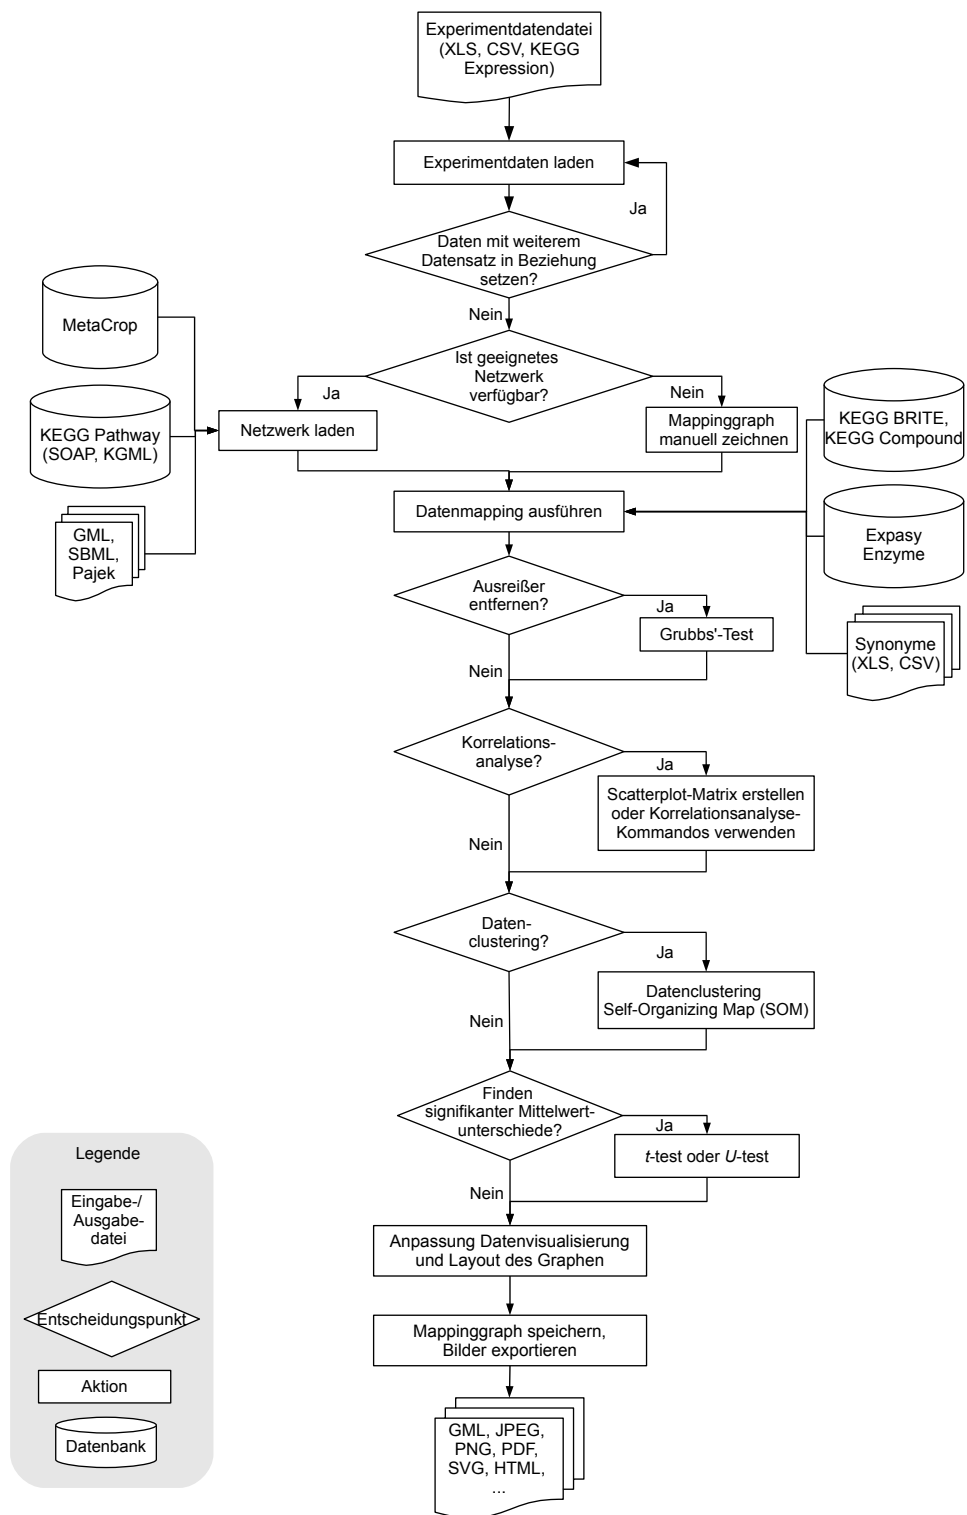 Experimentdatendatei
(XLS, CSV, KEGG
Expression)
Experimentdaten laden
Ja
Daten mit weiterem
Datensatz in Beziehung
setzen?
Nein
MetaCrop
Ist geeignetes
Netzwerk
verfügbar?
Ja
Nein
KEGG Pathway
(SOAP, KGML)
Netzwerk laden
Mappinggraph
manuell zeichnen
KEGG BRITE,
KEGG Compound
GML,
SBML,
Pajek
Datenmapping ausführen
Expasy
Enzyme
Ausreißer
entfernen?
Ja
Grubbs'-Test
Nein
Synonyme
(XLS, CSV)
Korrelations-
analyse?
Ja
Scatterplot-Matrix erstellen
oder Korrelationsanalyse-
Kommandos verwenden
Nein
Daten-
clustering?
Ja
Datenclustering
Self-Organizing Map (SOM)
Nein
Finden
signifikanter Mittelwert-
unterschiede?
Ja
t-test oder U-test
Nein
Anpassung Datenvisualisierung
und Layout des Graphen
Mappinggraph speichern,
Bilder exportieren
GML, JPEG,
PNG, PDF,
SVG, HTML,
...
Legende
Eingabe-/
Ausgabe-
datei
Entscheidungspunkt
Aktion
Datenbank